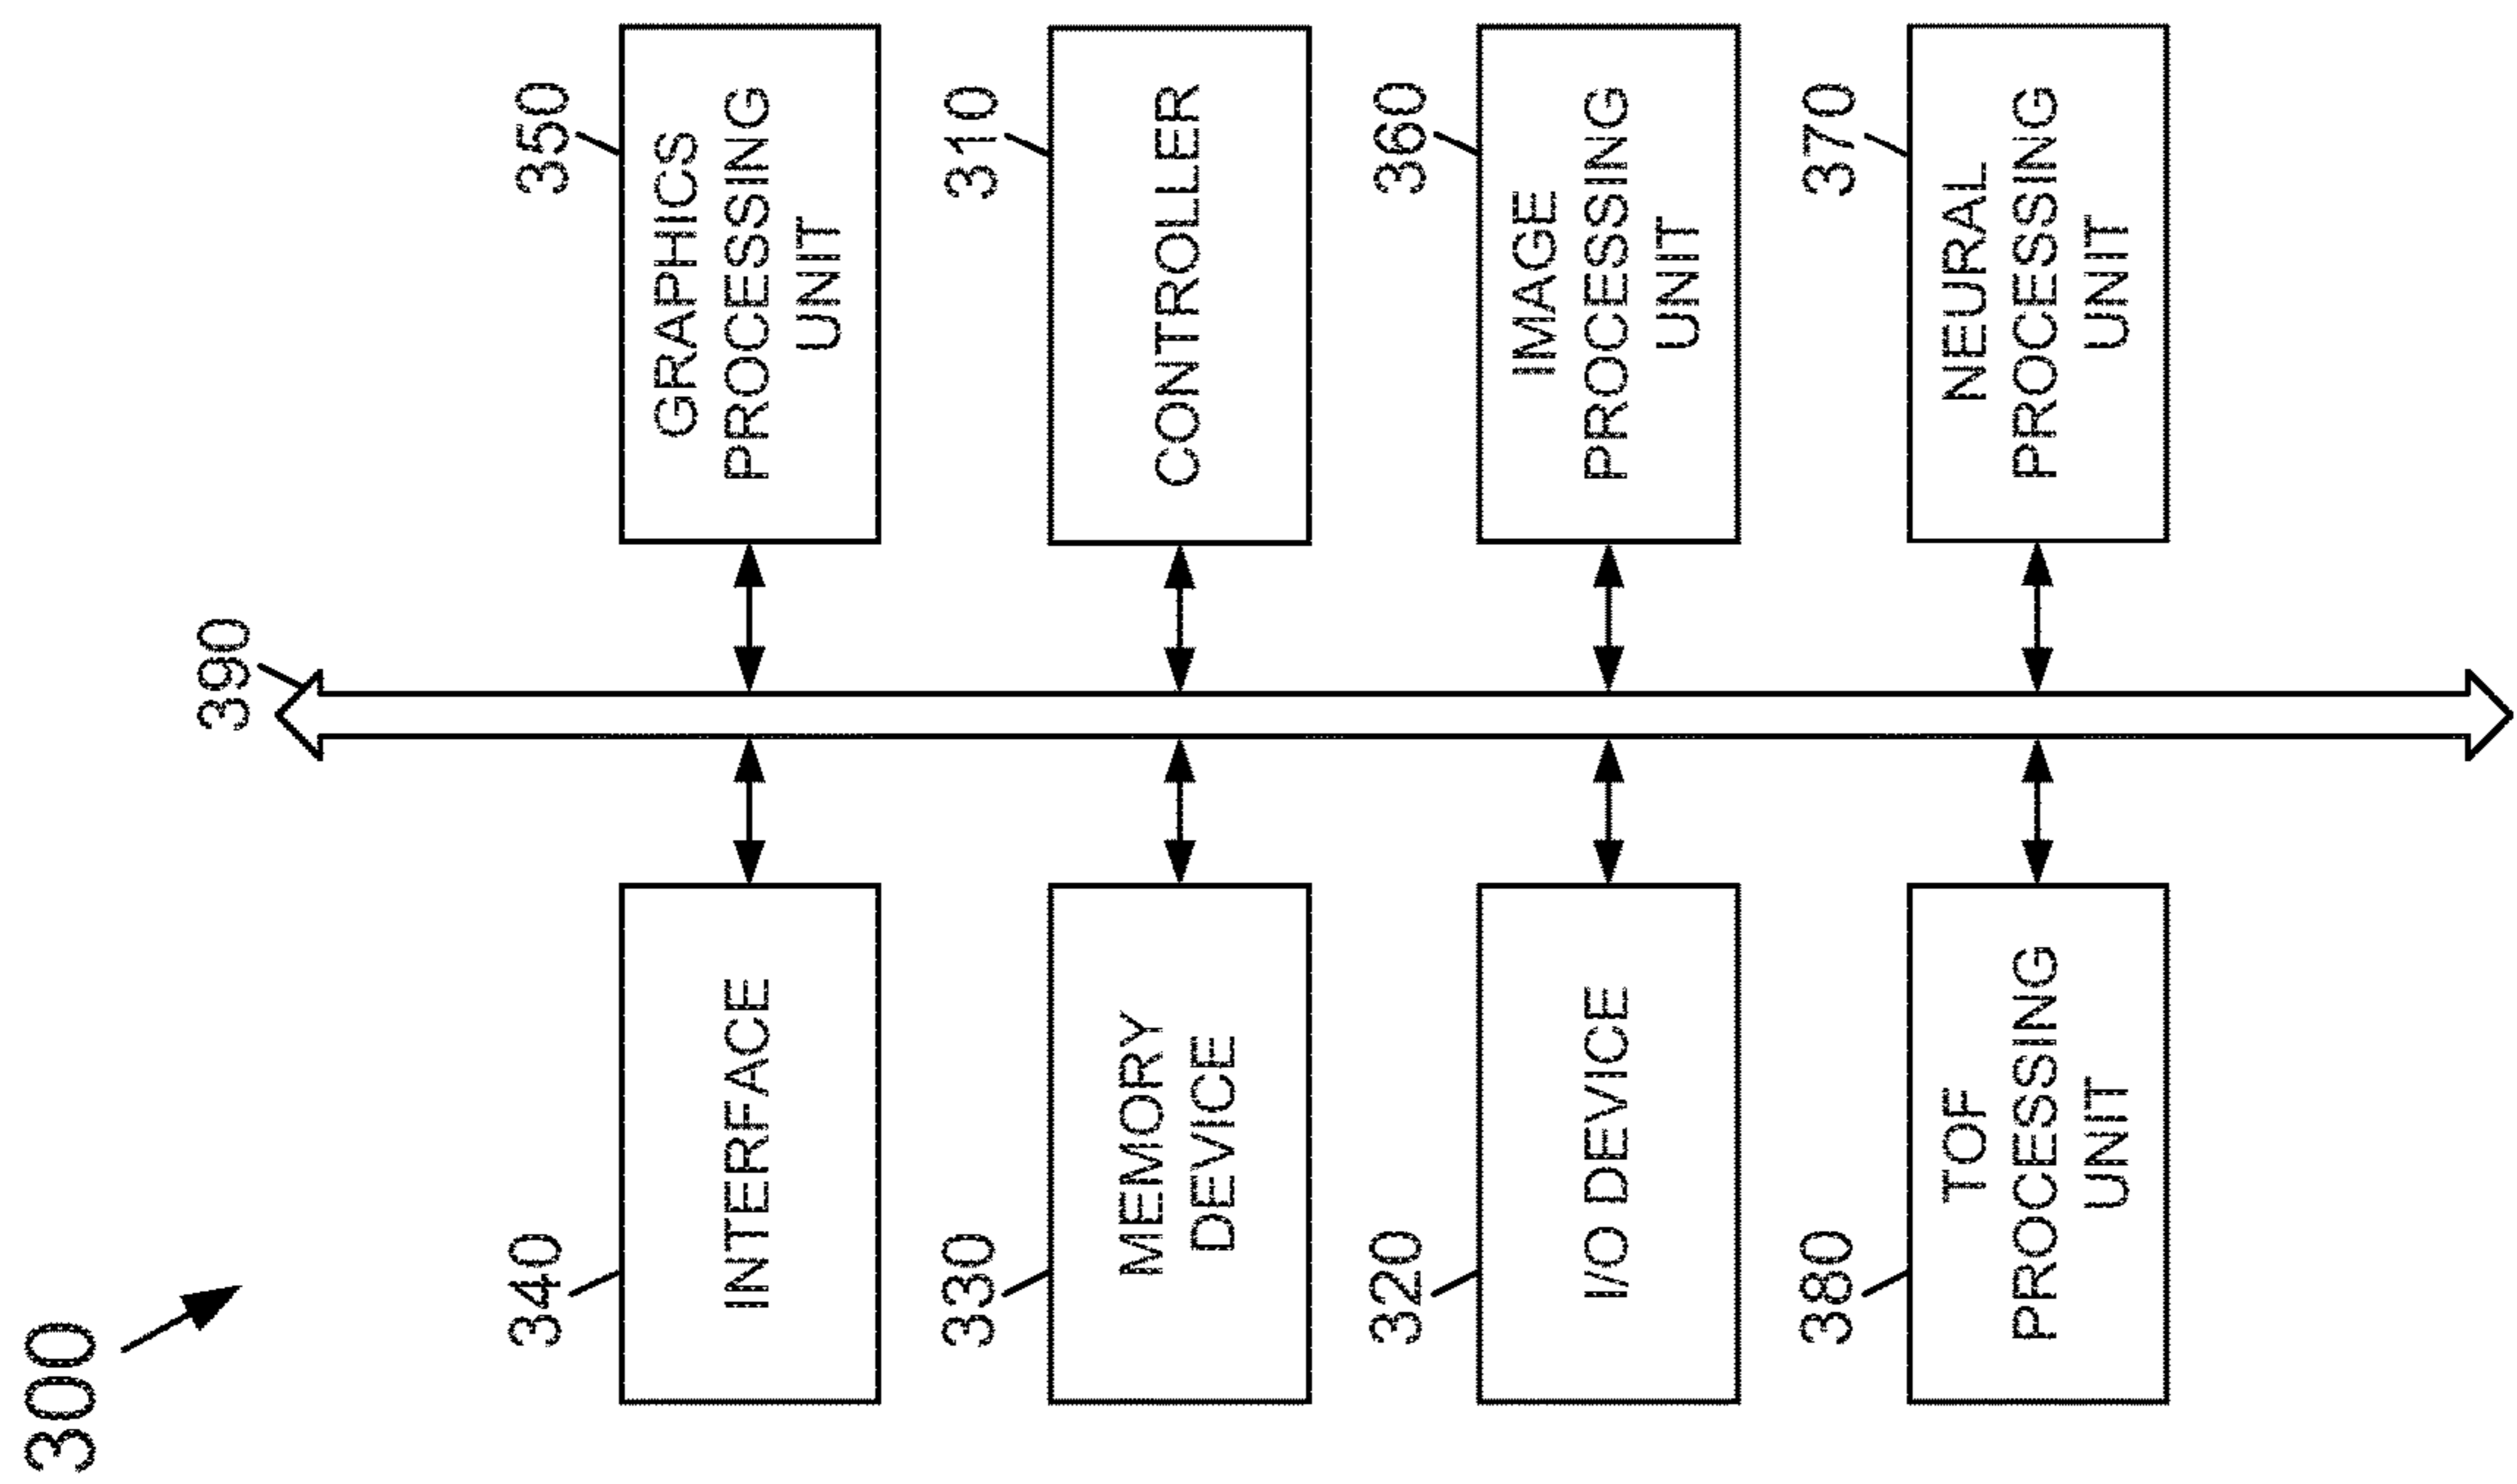 300
390
340
INTERFACE
350
GRAPHICS
PROCESSING
UNIT
330
MEMORY
DEVICE
310
CONTROLLER
320
I/O DEVICE
360
IMAGE
PROCESSING
UNIT
380
TOF
PROCESSING
UNIT
370
NEURAL
PROCESSING
UNIT